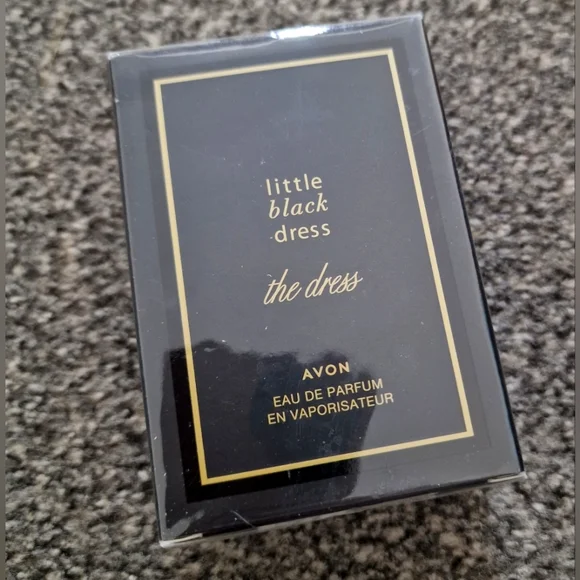 little
black
dress
the dress
AVON
EAU DE PARFUM
EN VAPORISATEUR